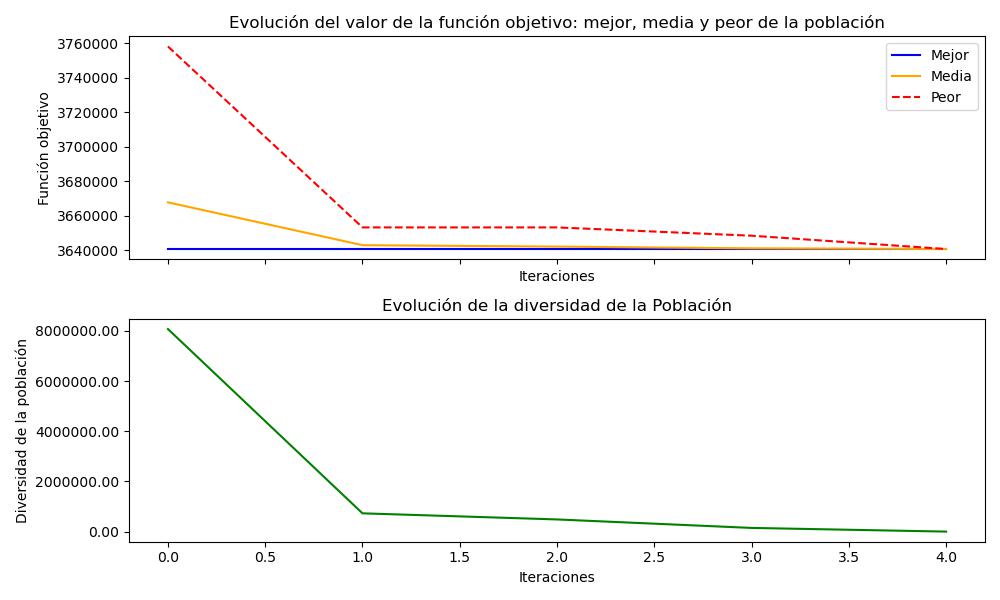 Evolución del valor de la función objetivo: mejor, media y peor de la población
3760000
3740000
3720000
3700000
3680000
3660000
3640000
Función objetivo
Mejor
Media
Peor
Iteraciones
Evolución de la diversidad de la Población
8000000.00
6000000.00
4000000.00
2000000.00
0.00
Diversidad de la población
0.0 0.5 1.0 1.5 2.0 2.5 3.0 3.5 4.0
Iteraciones